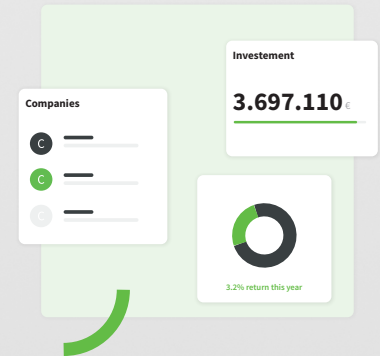 Investement
3.697.110 €
Companies
C
C
C
3.2% return this year